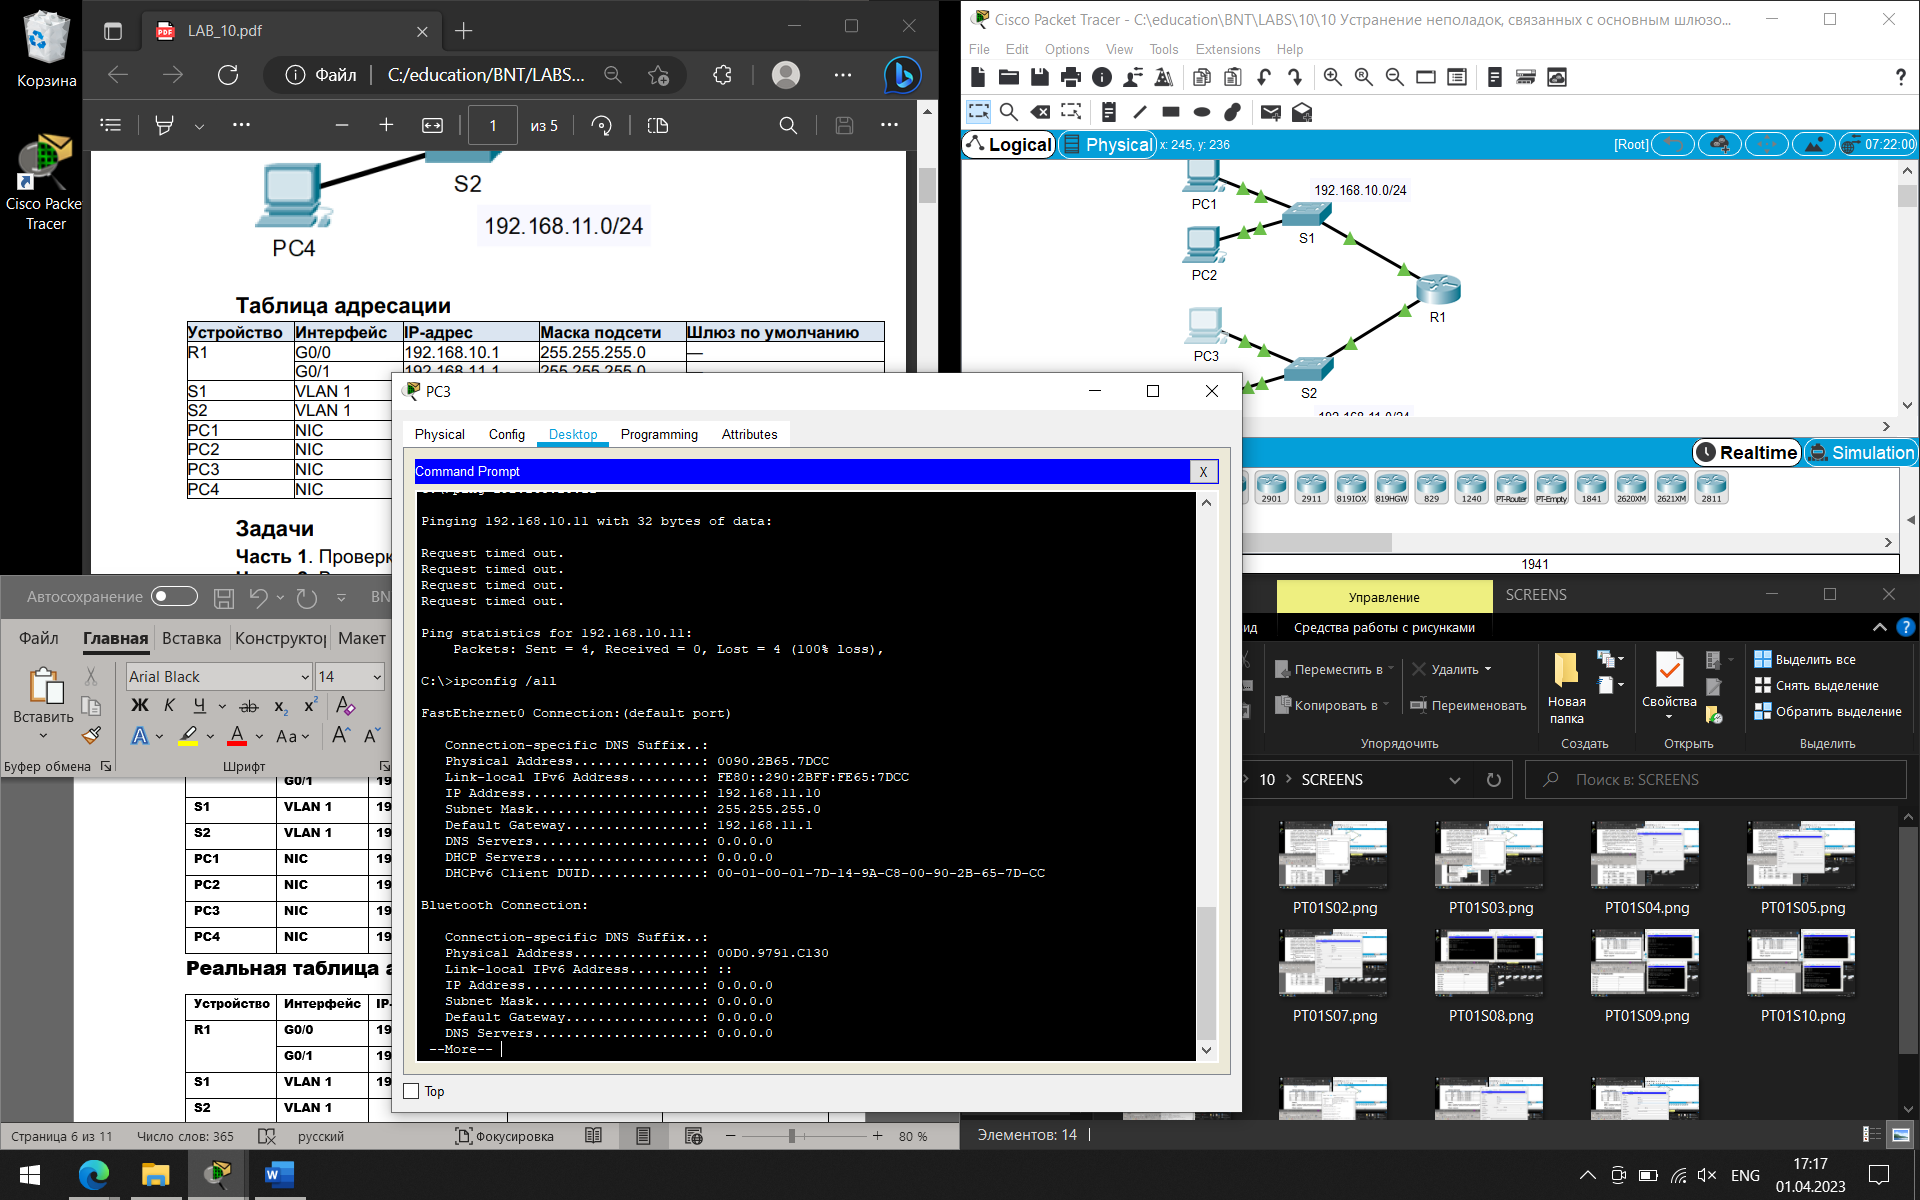 Корзина
Cisco Packe
Tracer
LAB_10.pdf
Файл
C:/education/BNT/LABS...
1
из 5
S2
192.168.11.0/24
PC4
Таблица адресации
Устройство Интерфейс IP-адрес Маска подсети Шлюз по умолчанию
R1 G0/0 192.168.10.1 255.255.255.0 —
G0/1 192.168.11.1 255.255.255.0
S1 VLAN 1
S2 VLAN 1
PC1 NIC
PC2 NIC
PC3 NIC
PC4 NIC
Задачи
Часть 1. Проверк
Cisco Packet Tracer - C:\education\BNT\LABS\10\10 Устранение неполадок, связанных с основным шлюзо...
File Edit Options View Tools Extensions Help
Logical
Physical
x: 245, y: 236
[Root]
07:22:00
192.168.10.0/24
PC1
S1
PC2
R1
PC3
S2
192.168.11.0/24
Realtime
Simulation
2901 2911 819IOX 819HGW 829 1240 PT-Router PT-Empty 1841 2620XM 2621XM 2811
1941
PC3
Physical Config Desktop Programming Attributes
Command Prompt
X
Pinging 192.168.10.11 with 32 bytes of data:
Request timed out.
Request timed out.
Request timed out.
Request timed out.
Ping statistics for 192.168.10.11:
Packets: Sent = 4, Received = 0, Lost = 4 (100% loss),
C:\>ipconfig /all
FastEthernet0 Connection:(default port)
Connection-specific DNS Suffix..:
Physical Address................: 0090.2B65.7DCC
Link-local IPv6 Address.........: FE80::290:2BFF:FE65:7DCC
IP Address......................: 192.168.11.10
Subnet Mask.....................: 255.255.255.0
Default Gateway.................: 192.168.11.1
DNS Servers.....................: 0.0.0.0
DHCP Servers....................: 0.0.0.0
DHCPv6 Client DUID..............: 00-01-00-01-7D-14-9A-C8-00-90-2B-65-7D-CC
Bluetooth Connection:
Connection-specific DNS Suffix..:
Physical Address................: 00D0.9791.C130
Link-local IPv6 Address.........: ::
IP Address......................: 0.0.0.0
Subnet Mask.....................: 0.0.0.0
Default Gateway.................: 0.0.0.0
DNS Servers.....................: 0.0.0.0
--More--
Top
Автосохранение
BN
Файл Главная Вставка Конструктор Макет
Вставить
Arial Black 14
Ж К Ч ab x₂ x²
Aa
Буфер обмена
Шрифт
G0/1 19
S1 VLAN 1 19
S2 VLAN 1 19
PC1 NIC 19
PC2 NIC 19
PC3 NIC 19
PC4 NIC 19
Реальная таблица а
Устройство Интерфейс IP-
R1 G0/0 19
G0/1 19
S1 VLAN 1 19
S2 VLAN 1
Страница 6 из 11
Число слов: 365
русский
Фокусировка
80 %
Управление
SCREENS
ид
Средства работы с рисунками
Переместить в
Удалить
Копировать в
Переименовать
Упорядочить
Новая
папка
Создать
Свойства
Открыть
Выделить все
Снять выделение
Обратить выделение
Выделить
10
SCREENS
Поиск в: SCREENS
PT01S02.png PT01S03.png PT01S04.png PT01S05.png
PT01S07.png PT01S08.png PT01S09.png PT01S10.png
Элементов: 14
ENG
17:17
01.04.2023